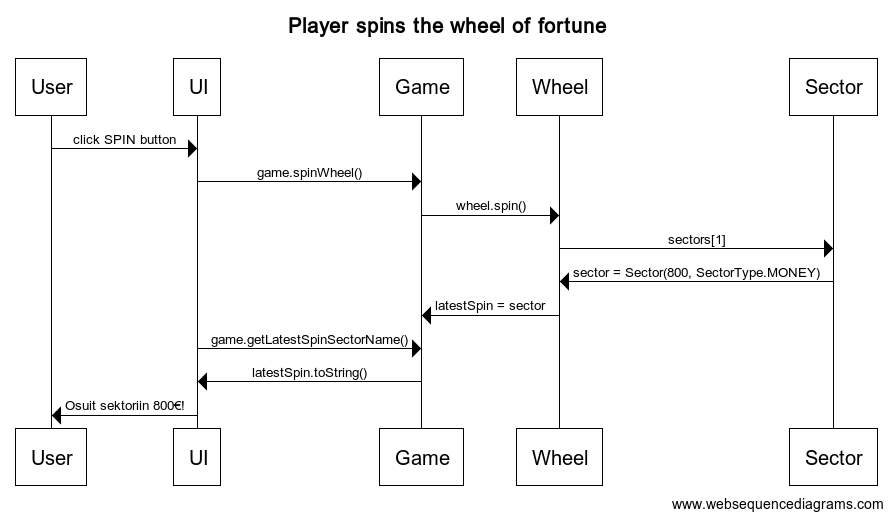 Player spins the wheel of fortune
User UI Game Wheel Sector
click SPIN button
game.spinWheel()
wheel.spin()
sectors[1]
sector = Sector(800, SectorType.MONEY)
latestSpin = sector
game.getLatestSpinSectorName()
latestSpin.toString()
Osuit sektoriin 800€!
User UI Game Wheel Sector
www.websequencediagrams.com